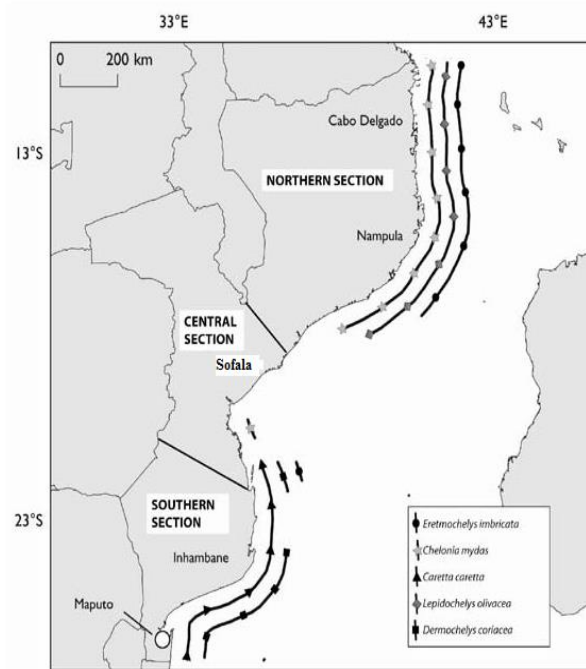 33°E
43°E
0
200 km
Cabo Delgado
13°S
NORTHERN SECTION
Nampula
CENTRAL
SECTION
Sofala
23°S
SOUTHERN
SECTION
Inhambane
Maputo
Eretmochelys imbricata
Chelonia mydas
Caretta caretta
Lepidochelys olivacea
Dermochelys coriacea